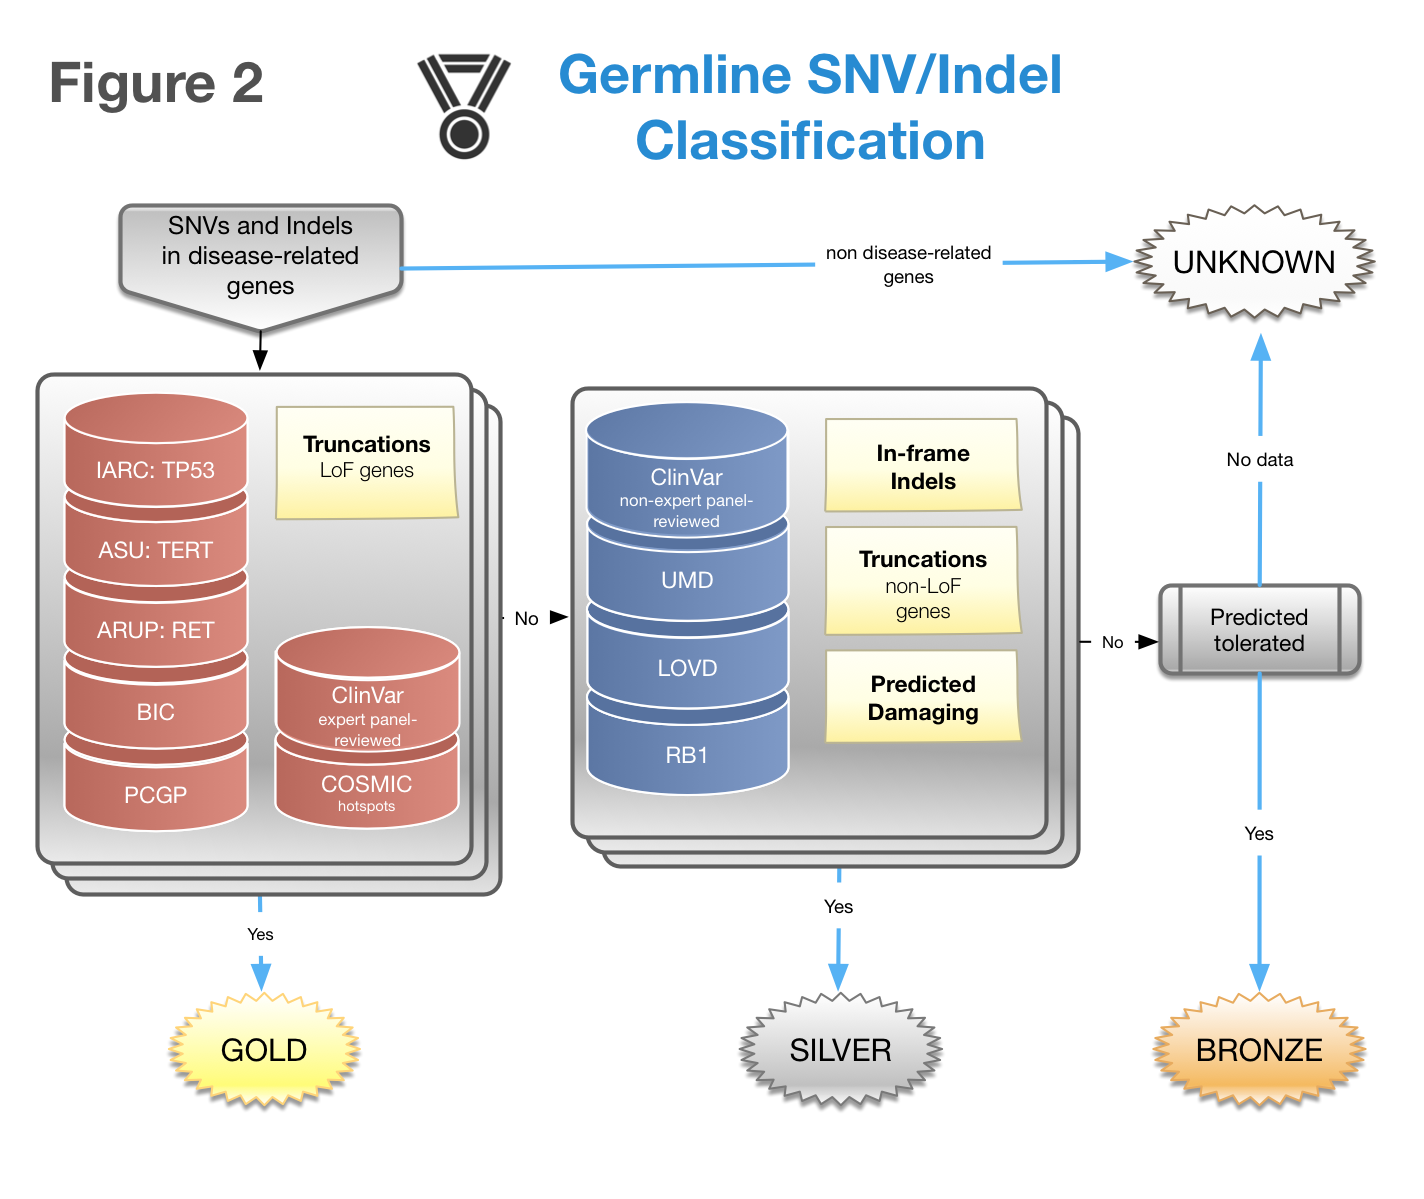 Figure 2
Germline SNV/Indel
Classification
SNVs and Indels
in disease-related
genes
non disease-related
genes
UNKNOWN
IARC: TP53
ASU: TERT
ARUP: RET
BIC
PCGP
Truncations
LoF genes
ClinVar
expert panel-
reviewed
COSMIC
hotspots
No
ClinVar
non-expert panel-
reviewed
UMD
LOVD
RB1
In-frame
Indels
Truncations
non-LoF
genes
Predicted
Damaging
No
No data
Predicted
tolerated
Yes
Yes
Yes
GOLD
SILVER
BRONZE